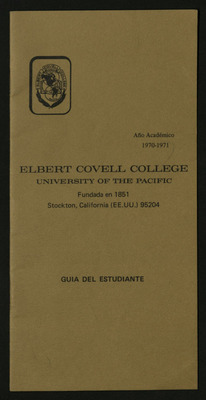 Año Académico
1970-1971
ELBERT COVELL COLLEGE
UNIVERSITY OF THE PACIFIC
Fundada en 1851
Stockton, California (EE.UU.) 95204
GUIA DEL ESTUDIANTE